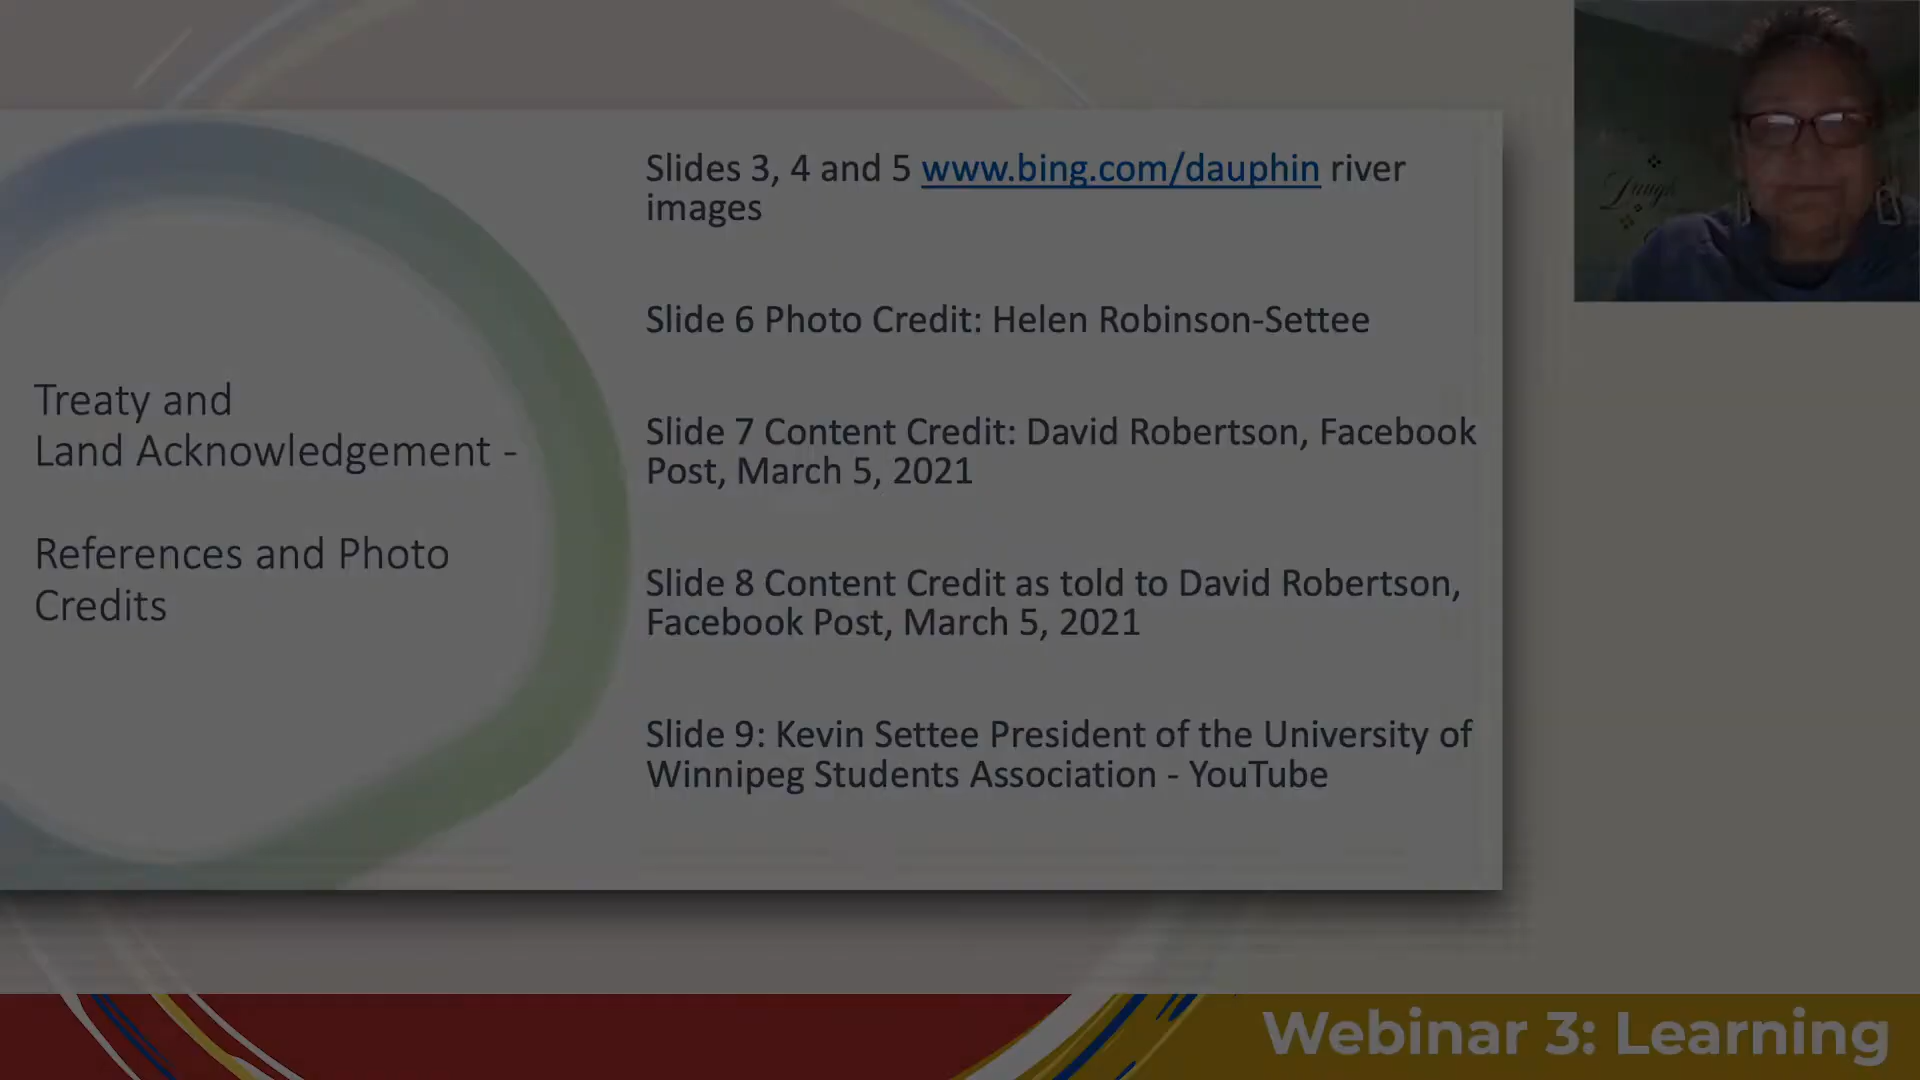 Treaty and
Land Acknowledgement -
References and Photo
Credits
Slides 3, 4 and 5 www.bing.com/dauphin river
images
Slide 6 Photo Credit: Helen Robinson-Settee
Slide 7 Content Credit: David Robertson, Facebook
Post, March 5, 2021
Slide 8 Content Credit as told to David Robertson,
Facebook Post, March 5, 2021
Slide 9: Kevin Settee President of the University of
Winnipeg Students Association - YouTube
Laugh
Webinar 3: Learning